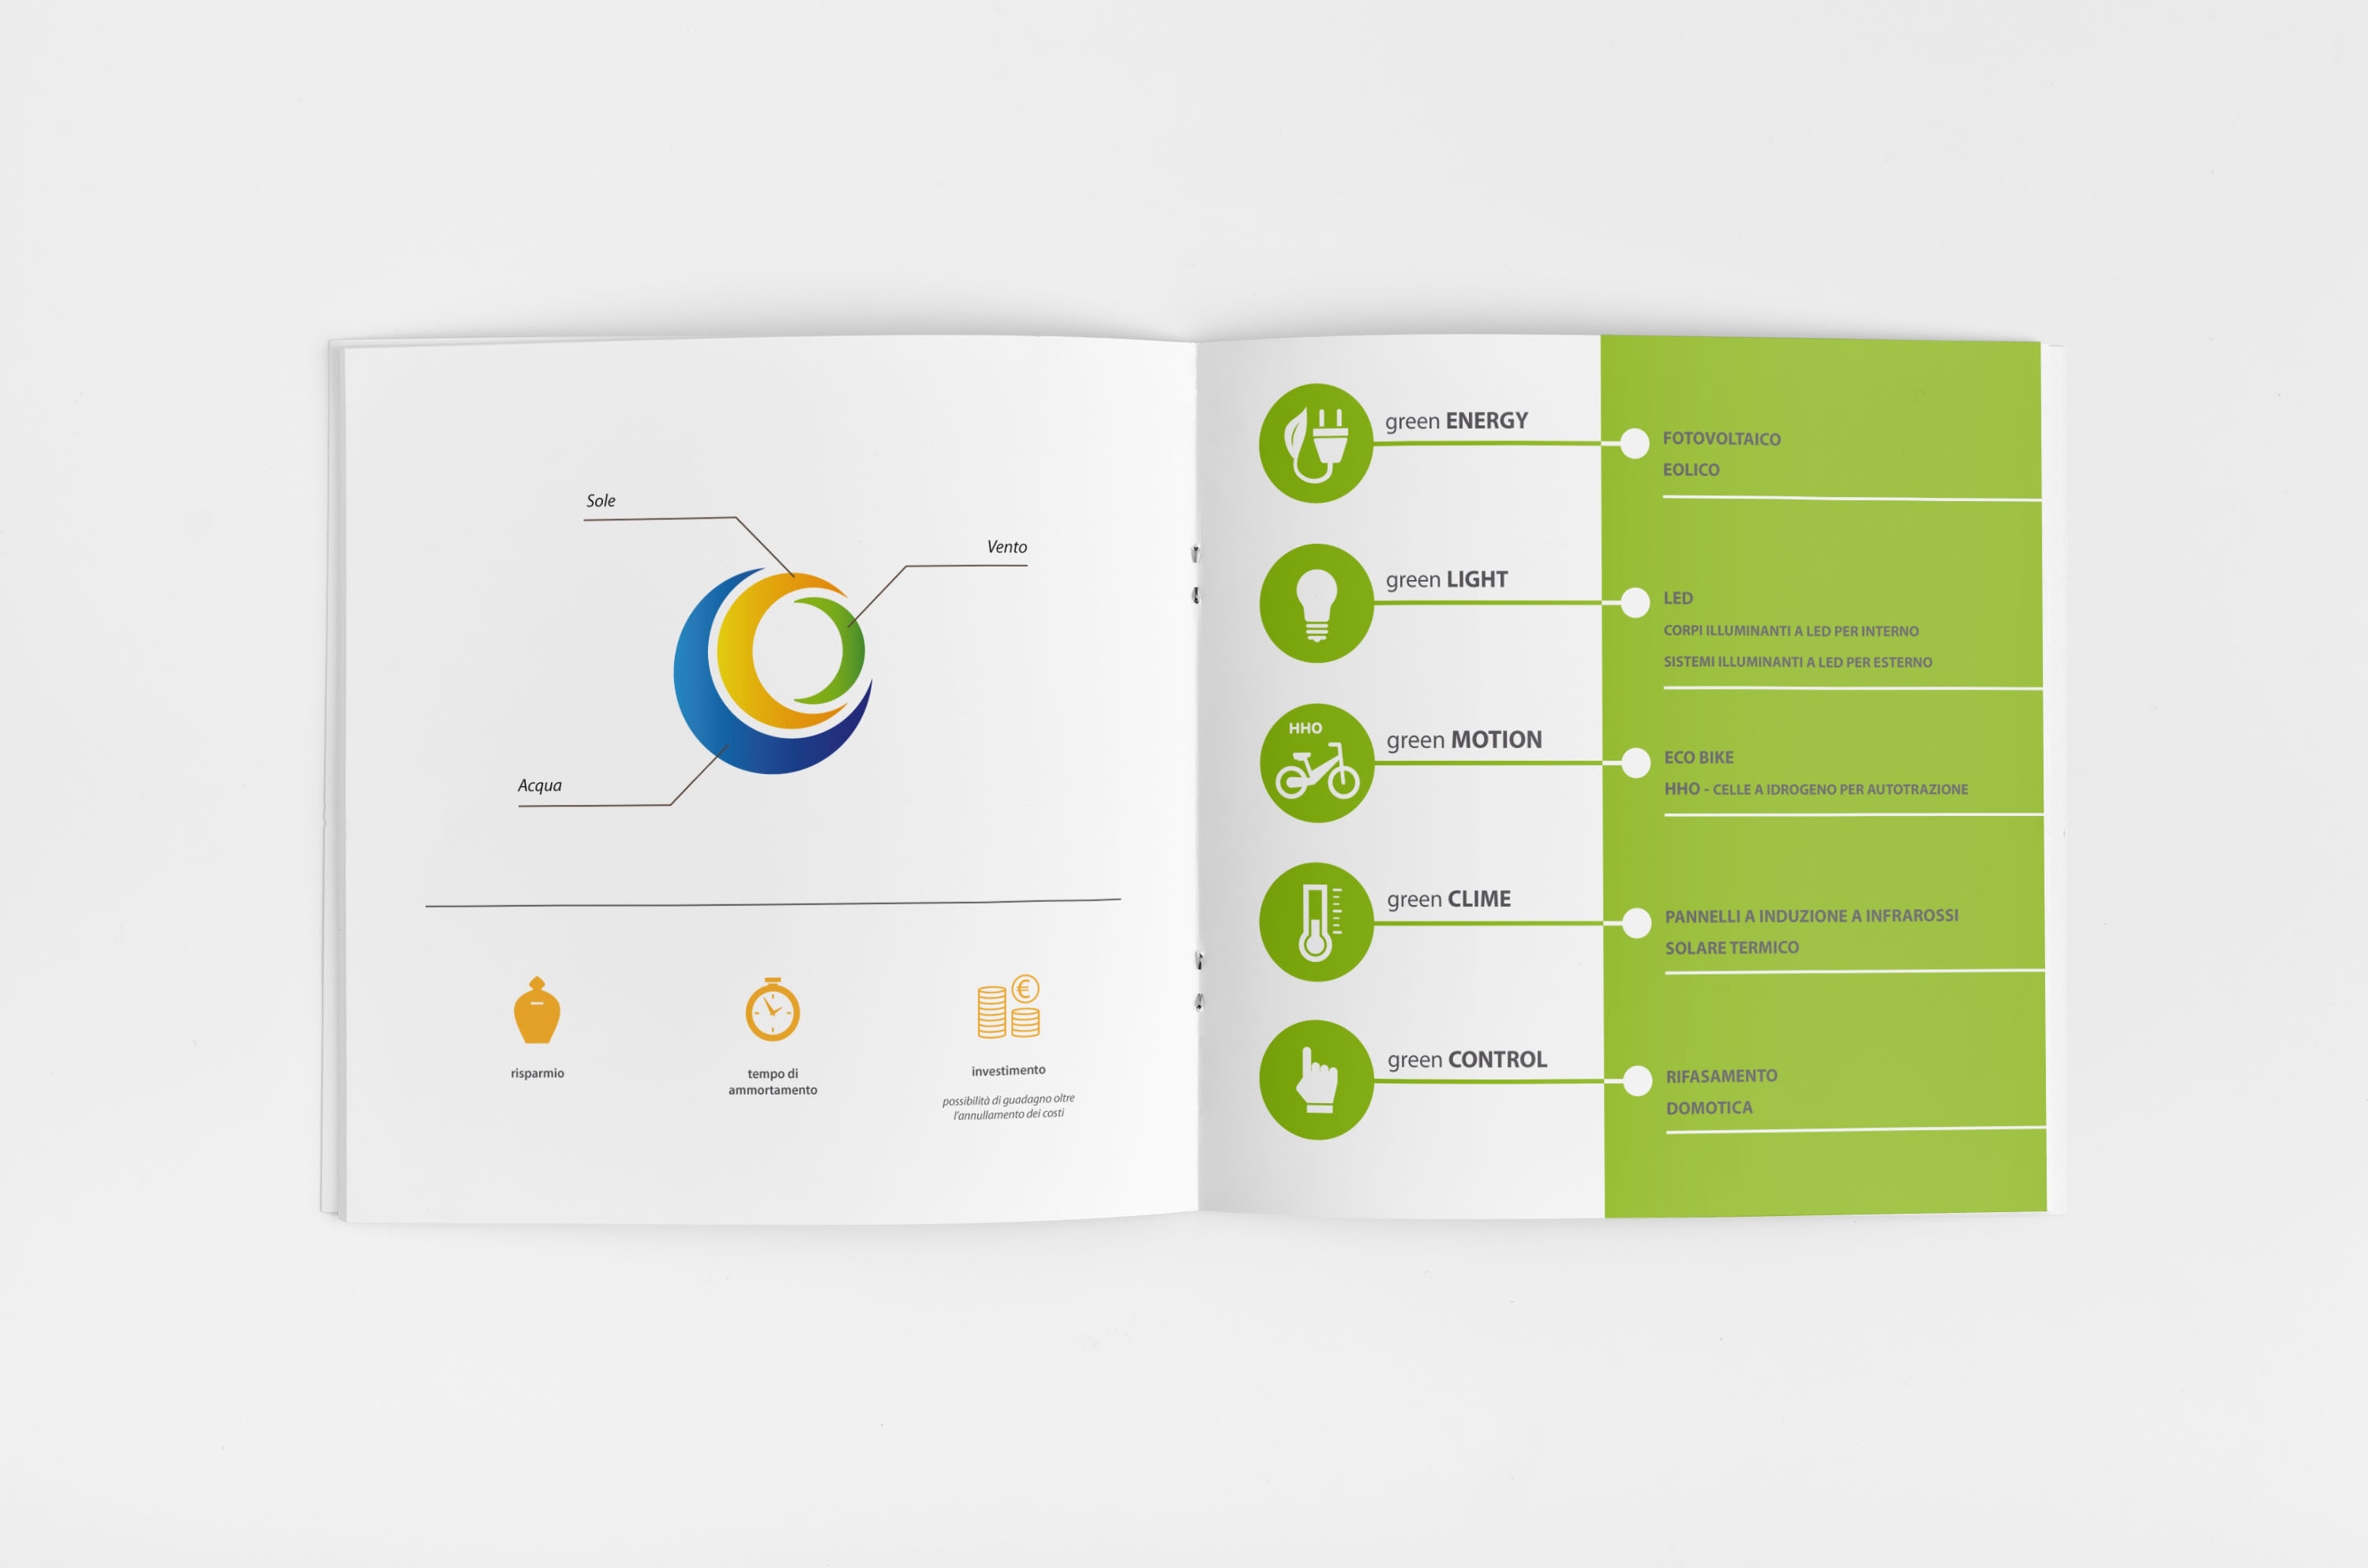 Sole
Vento
Acqua
risparmio
tempo di
ammortamento
investimento
possibilità di guadagno oltre
l'annullamento dei costi
green ENERGY
FOTOVOLTAICO
EOLICO
green LIGHT
LED
CORPI ILLUMINANTI A LED PER INTERNO
SISTEMI ILLUMINANTI A LED PER ESTERNO
HHO
green MOTION
ECO BIKE
HHO - CELLE A IDROGENO PER AUTOTRAZIONE
green CLIME
PANNELLI A INDUZIONE A INFRAROSSI
SOLARE TERMICO
green CONTROL
RIFASAMENTO
DOMOTICA